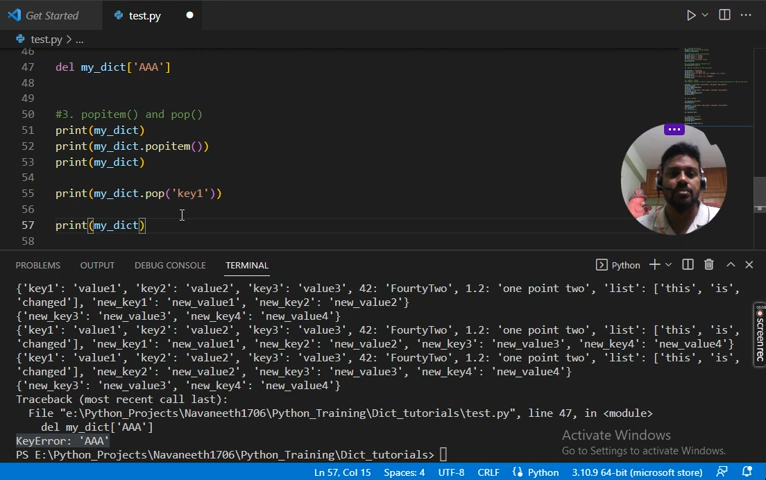 Get Started
test.py
test.py > ...
46
47 del my_dict['AAA']
48
49
50 #3. popitem() and pop()
51 print(my_dict)
52 print(my_dict.popitem())
53 print(my_dict)
54
55 print(my_dict.pop('key1'))
56
57 print(my_dict)
58
PROBLEMS OUTPUT DEBUG CONSOLE TERMINAL Python
{'key1': 'value1', 'key2': 'value2', 'key3': 'value3', 42: 'FourtyTwo', 1.2: 'one point two', 'list': ['this', 'is',
'changed'], 'new_key1': 'new_value1', 'new_key2': 'new_value2'}
{'new_key3': 'new_value3', 'new_key4': 'new_value4'}
{'key1': 'value1', 'key2': 'value2', 'key3': 'value3', 42: 'FourtyTwo', 1.2: 'one point two', 'list': ['this', 'is',
'changed'], 'new_key1': 'new_value1', 'new_key2': 'new_value2', 'new_key3': 'new_value3', 'new_key4': 'new_value4'}
{'key1': 'value1', 'key2': 'value2', 'key3': 'value3', 42: 'FourtyTwo', 1.2: 'one point two', 'list': ['this', 'is',
'changed'], 'new_key2': 'new_value2', 'new_key3': 'new_value3', 'new_key4': 'new_value4'}
{'new_key3': 'new_value3', 'new_key4': 'new_value4'}
Traceback (most recent call last):
File "e:\Python_Projects\Navaneeth1706\Python_Training\Dict_tutorials\test.py", line 47, in <module>
del my_dict['AAA']
KeyError: 'AAA'
PS E:\Python_Projects\Navaneeth1706\Python_Training\Dict_tutorials>
screen rec
Activate Windows
Go to Settings to activate Windows.
Ln 57, Col 15 Spaces: 4 UTF-8 CRLF Python 3.10.9 64-bit (microsoft store)